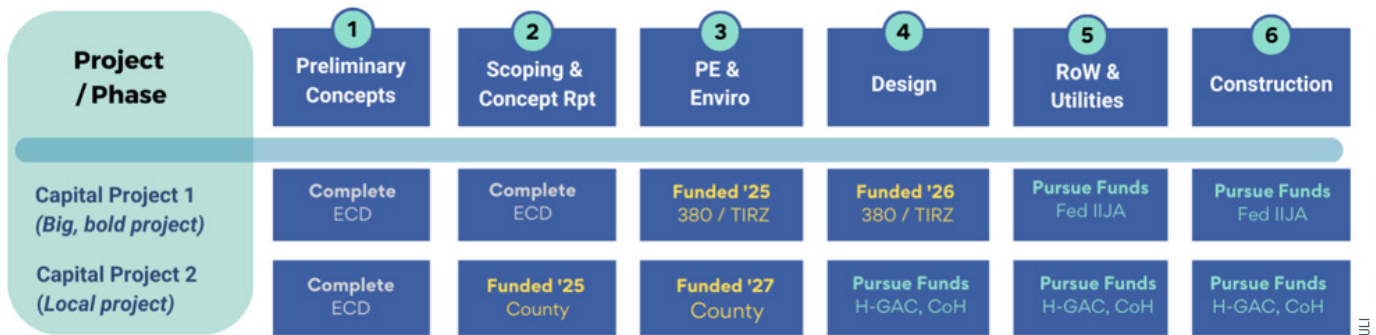 Project
/ Phase
1
Preliminary
Concepts
2
Scoping &
Concept Rpt
3
PE &
Enviro
4
Design
5
RoW &
Utilities
6
Construction
Capital Project 1
(Big, bold project)
Complete
ECD
Complete
ECD
Funded '25
380 / TIRZ
Funded '26
380 / TIRZ
Pursue Funds
Fed IIJA
Pursue Funds
Fed IIJA
Capital Project 2
(Local project)
Complete
ECD
Funded '25
County
Funded '27
County
Pursue Funds
H-GAC, CoH
Pursue Funds
H-GAC, CoH
Pursue Funds
H-GAC, CoH
ULI